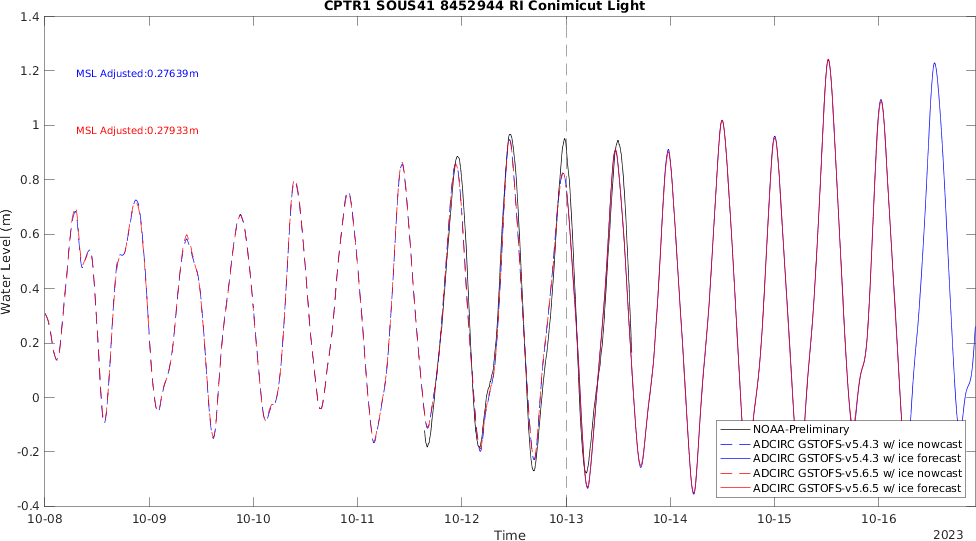 CPTR1 SOUS41 8452944 RI Conimicut Light
1.4
1.2
1
0.8
0.6
0.4
0.2
0
-0.2
-0.4
Water Level (m)
MSL Adjusted:0.27639m
MSL Adjusted:0.27933m
NOAA-Preliminary
ADCIRC GSTOFS-v5.4.3 w/ ice nowcast
ADCIRC GSTOFS-v5.4.3 w/ ice forecast
ADCIRC GSTOFS-v5.6.5 w/ ice nowcast
ADCIRC GSTOFS-v5.6.5 w/ ice forecast
10-08 10-09 10-10 10-11 10-12 10-13 10-14 10-15 10-16
Time
2023